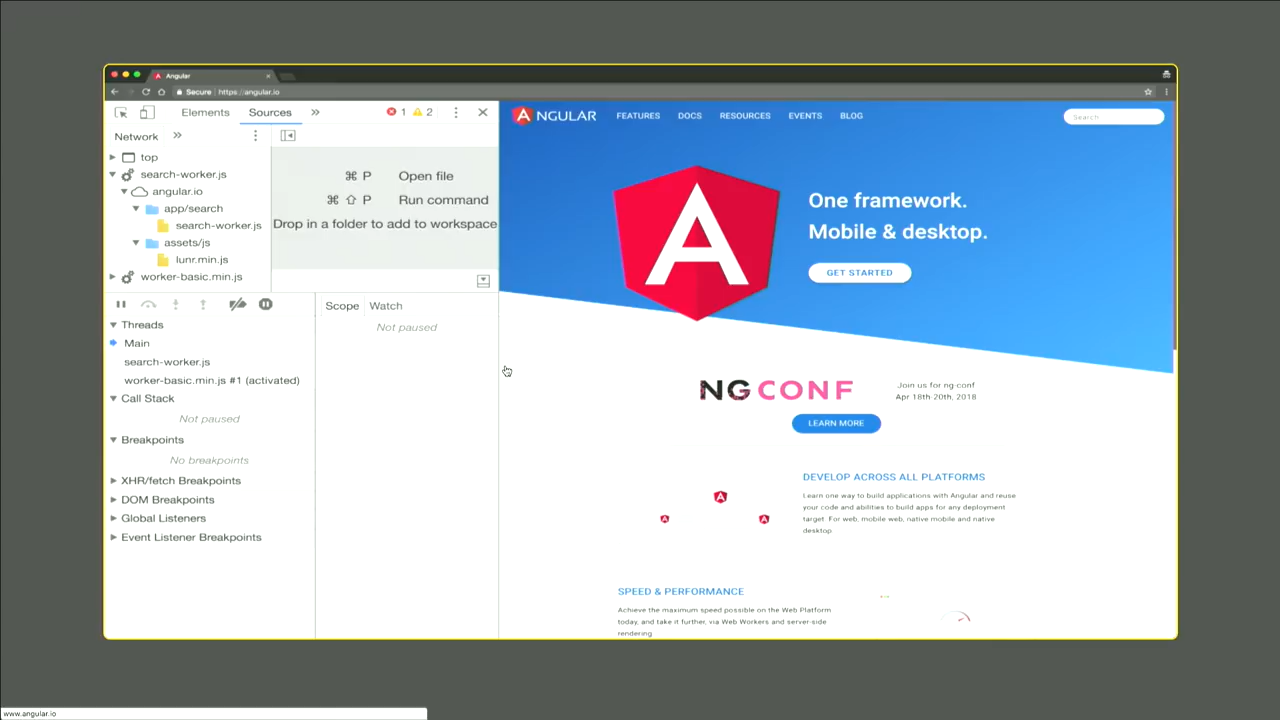 Angular
Secure
https://angular.io
Elements
Sources
1
2
Network
top
search-worker.js
angular.io
app/search
search-worker.js
assets/js
lunr.min.js
worker-basic.min.js
⌘ P Open file
⌘ ⇧ P Run command
Drop in a folder to add to workspace
Threads
Main
search-worker.js
worker-basic.min.js #1 (activated)
Call Stack
Not paused
Breakpoints
No breakpoints
XHR/fetch Breakpoints
DOM Breakpoints
Global Listeners
Event Listener Breakpoints
Scope
Watch
Not paused
ANGULAR
FEATURES
DOCS
RESOURCES
EVENTS
BLOG
Search
A
One framework.
Mobile & desktop.
GET STARTED
NG CONF
Join us for ng-conf
Apr 18th-20th, 2018
LEARN MORE
DEVELOP ACROSS ALL PLATFORMS
Learn one way to build applications with Angular and reuse
your code and abilities to build apps for any deployment
target. For web, mobile web, native mobile and native
desktop.
SPEED & PERFORMANCE
Achieve the maximum speed possible on the Web Platform
today, and take it further, via Web Workers and server-side
rendering
www.angular.io